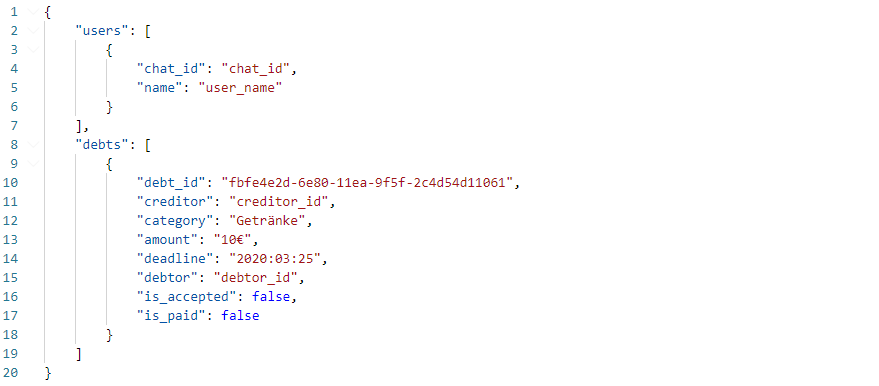 1 {
2     "users": [
3         {
4             "chat_id": "chat_id",
5             "name": "user_name"
6         }
7     ],
8     "debts": [
9         {
10             "debt_id": "fbfe4e2d-6e80-11ea-9f5f-2c4d54d11061",
11             "creditor": "creditor_id",
12             "category": "Getränke",
13             "amount": "10€",
14             "deadline": "2020:03:25",
15             "debtor": "debtor_id",
16             "is_accepted": false,
17             "is_paid": false
18         }
19     ]
20 }